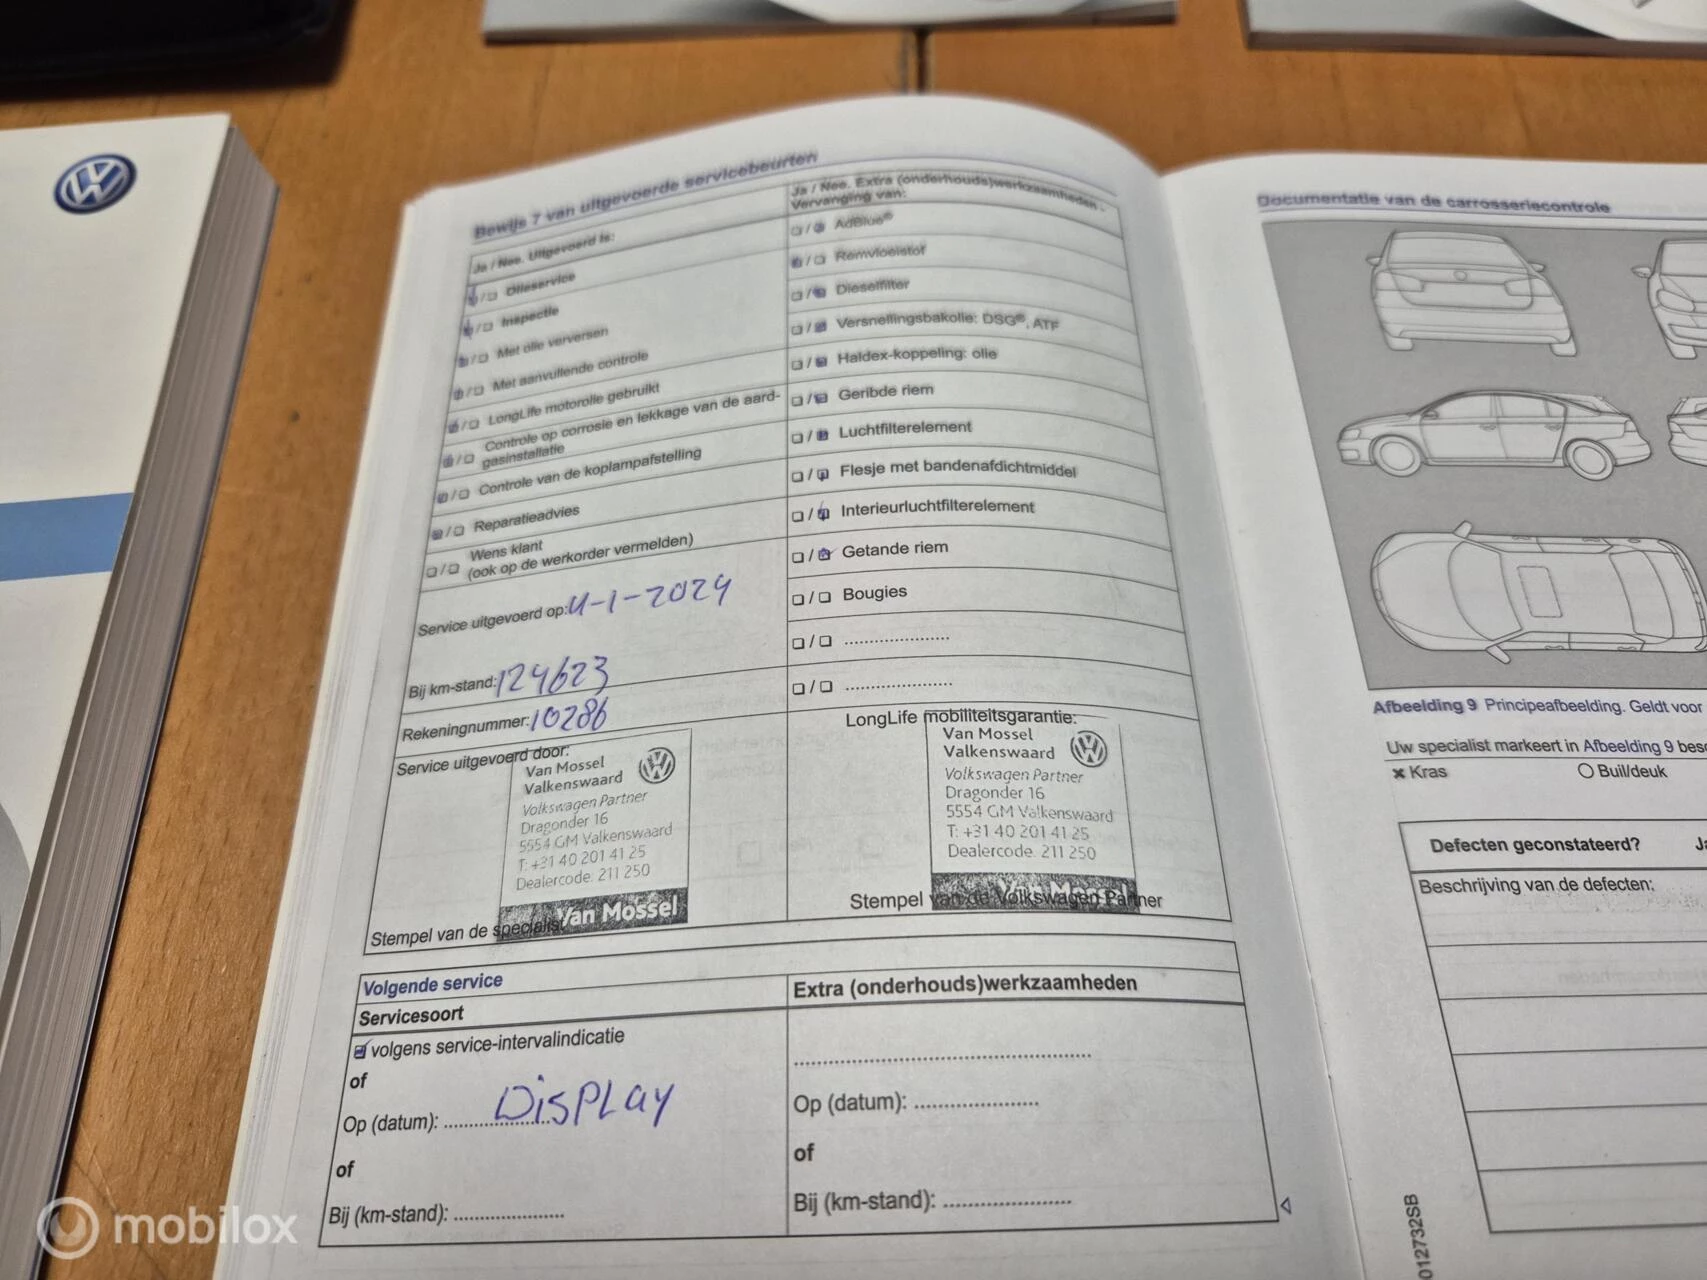 Bewijs 7 van uitgevoerde servicebeurten
Ja / Nee. Uitgevoerd is:
Olieservice
Inspectie
Met olie verversen
Met aanvullende controle
LongLife motorolie gebruikt
Controle op corrosie en lekkage van de aard-
gasinstallatie
Controle van de koplampafstelling
Reparatieadvies
Wens klant
(ook op de werkorder vermelden)
Service uitgevoerd op: 4-1-2024
Bij km-stand: 124623
Rekeningnummer: 10286
Service uitgevoerd door:
Van Mossel
Valkenswaard
Volkswagen Partner
Dragonder 16
5554 GM Valkenswaard
T: +31 40 201 41 25
Dealercode. 211 250
Van Mossel
Stempel van de specialist
Ja / Nee. Extra (onderhouds)werkzaamheden -
Vervanging van:
AdBlue®
Remvloeistof
Dieselfilter
Versnellingsbakolie: DSG®, ATF
Haldex-koppeling: olie
Geribde riem
Luchtfilterelement
Flesje met bandenafdichtmiddel
Interieurluchtfilterelement
Getande riem
Bougies
LongLife mobiliteitsgarantie:
Van Mossel
Valkenswaard
Volkswagen Partner
Dragonder 16
5554 GM Valkenswaard
T: +31 40 201 41 25
Dealercode. 211 250
Van Mossel
Stempel van de Volkswagen Partner
Volgende service
Servicesoort
volgens service-intervalindicatie
of
Op (datum): DISPLAY
of
Bij (km-stand):
Extra (onderhouds)werkzaamheden
Op (datum):
of
Bij (km-stand):
Documentatie van de carrosseriecontrole
Afbeelding 9 Principeafbeelding. Geldt voor
Uw specialist markeert in Afbeelding 9 besc
× Kras Buil/deuk
Defecten geconstateerd? Ja
Beschrijving van de defecten:
012732SB
mobilox